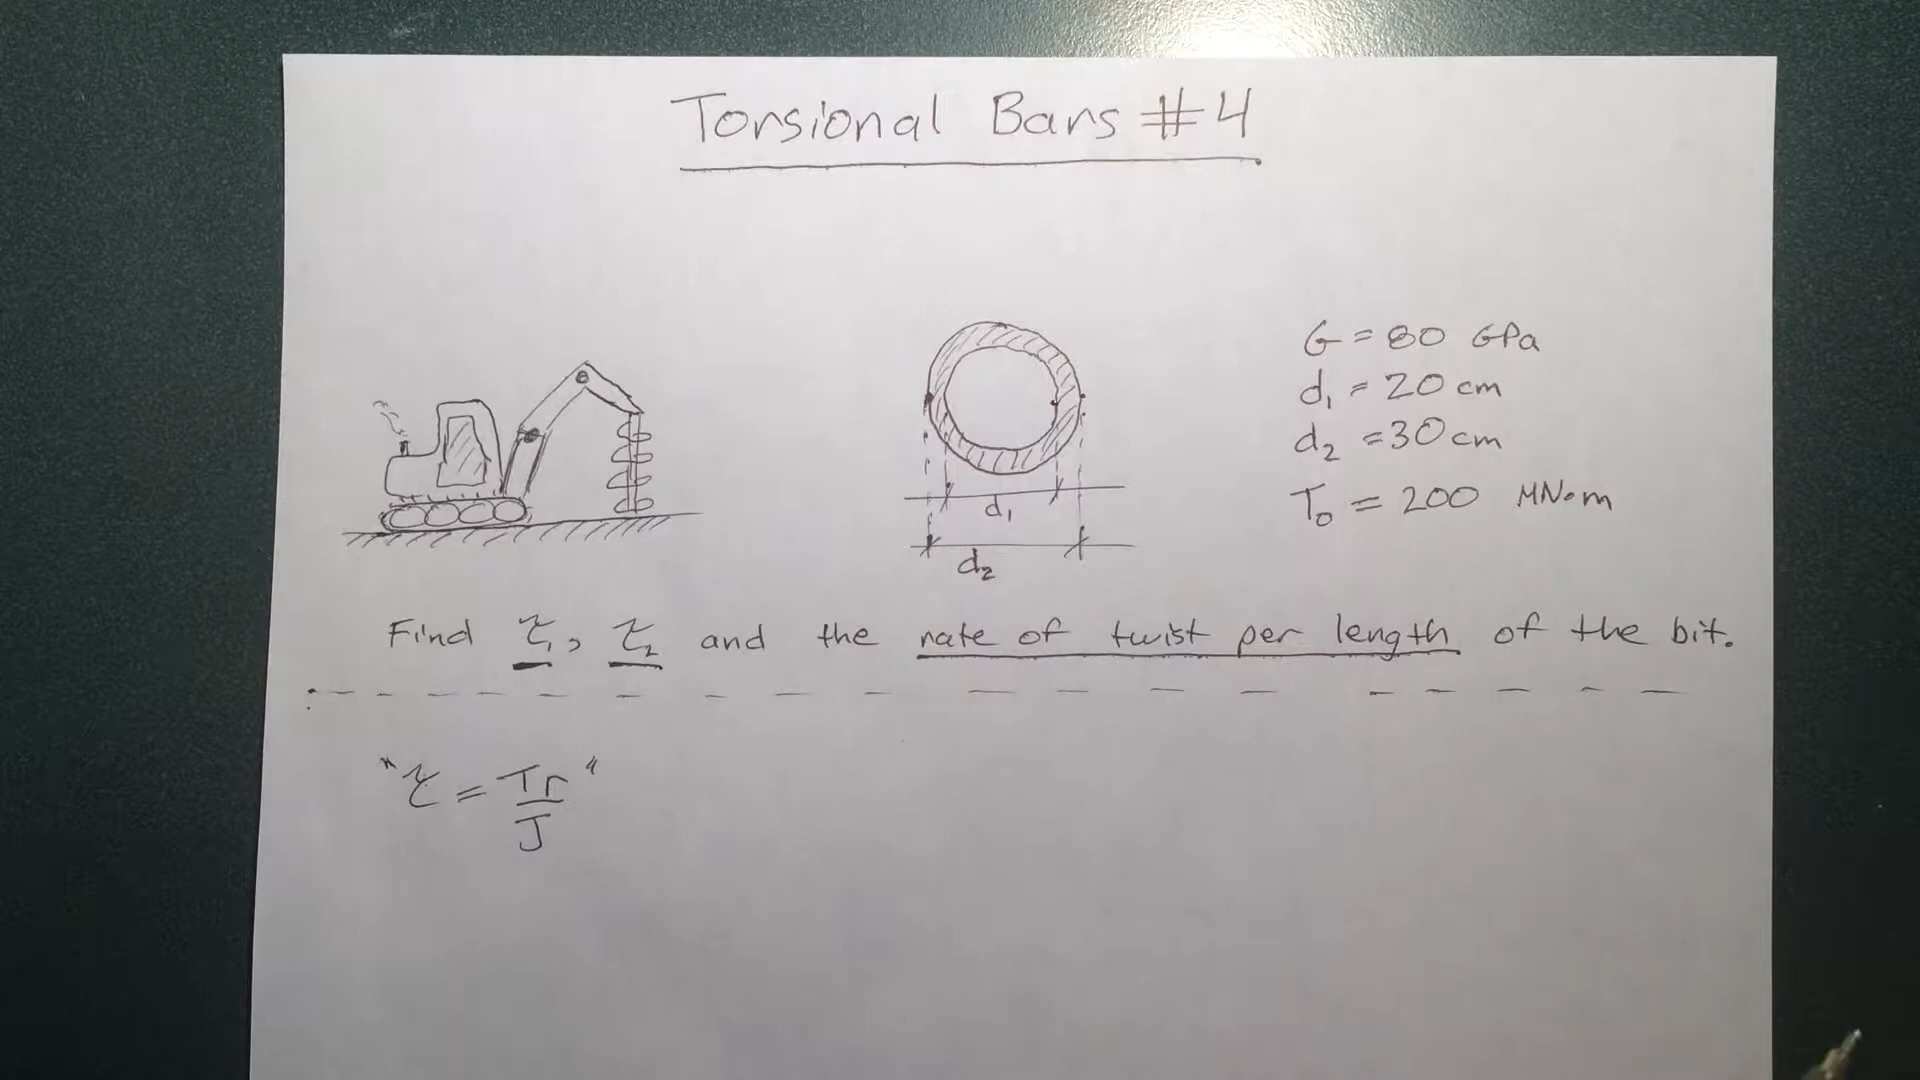 Torsional Bars #4
G = 80 GPa
d₁ = 20 cm
d₂ = 30 cm
T₀ = 200 MN·m
d₁
d₂
Find τ₁, τ₂ and the rate of twist per length of the bit.
"τ = Tr/J"